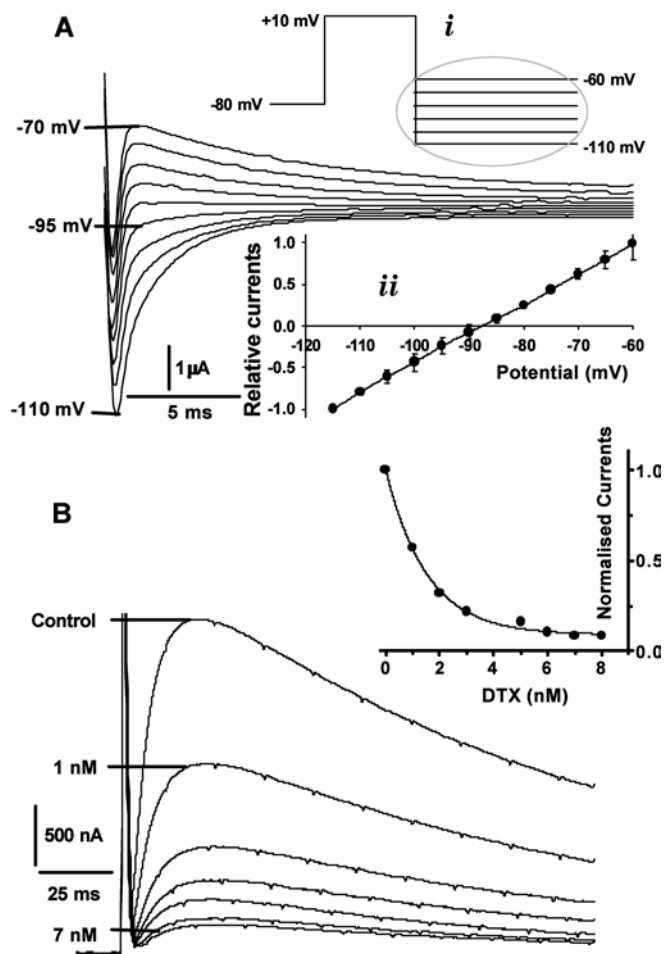 A
i
+10 mV
-80 mV
-60 mV
-110 mV
-70 mV
-95 mV
-110 mV
1 µA
5 ms
ii
Relative currents
1.0
0.5
0.0
-0.5
-1.0
-120 -110 -100 -90 -80 -70 -60
Potential (mV)
B
Control
1 nM
7 nM
500 nA
25 ms
Normalised Currents
1.0
0.5
0.0
0 2 4 6 8
DTX (nM)